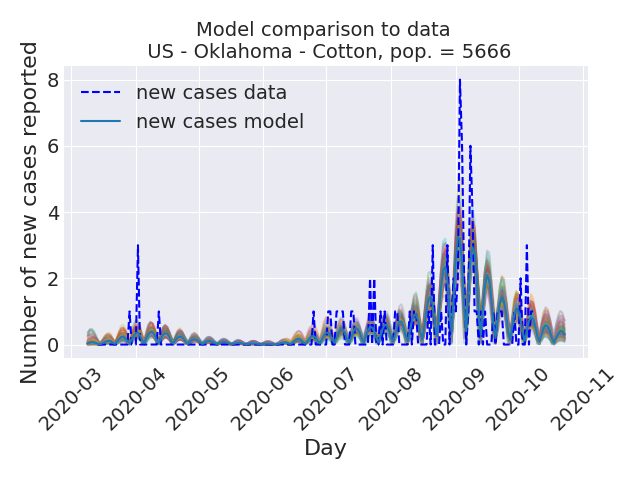 Model comparison to data
US - Oklahoma - Cotton, pop. = 5666
Number of new cases reported
8
6
4
2
0
new cases data
new cases model
2020-03
2020-04
2020-05
2020-06
2020-07
2020-08
2020-09
2020-10
2020-11
Day